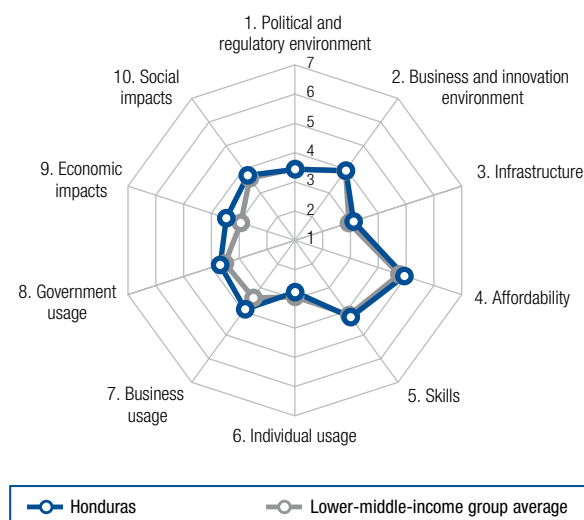 1. Political and
regulatory environment
10. Social
impacts
2. Business and innovation
environment
9. Economic
impacts
3. Infrastructure
8. Government
usage
4. Affordability
7. Business
usage
5. Skills
6. Individual usage
7
6
5
4
3
2
1
Honduras
Lower-middle-income group average